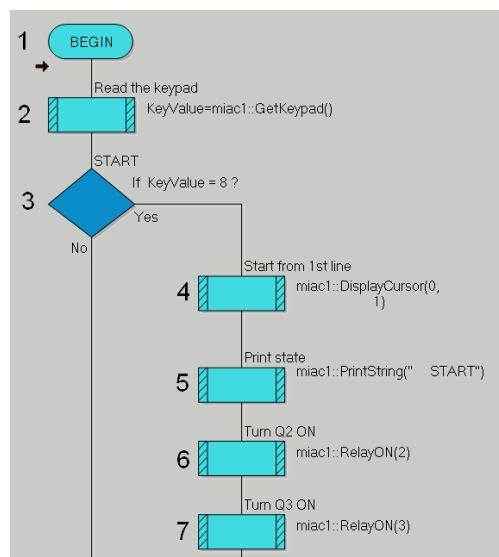 1 BEGIN
Read the keypad
2 KeyValue=miac1::GetKeypad()
START
If KeyValue = 8 ?
3
Yes
No
Start from 1st line
4 miac1::DisplayCursor(0,
1)
Print state
5 miac1::PrintString("    START")
Turn Q2 ON
6 miac1::RelayON(2)
Turn Q3 ON
7 miac1::RelayON(3)